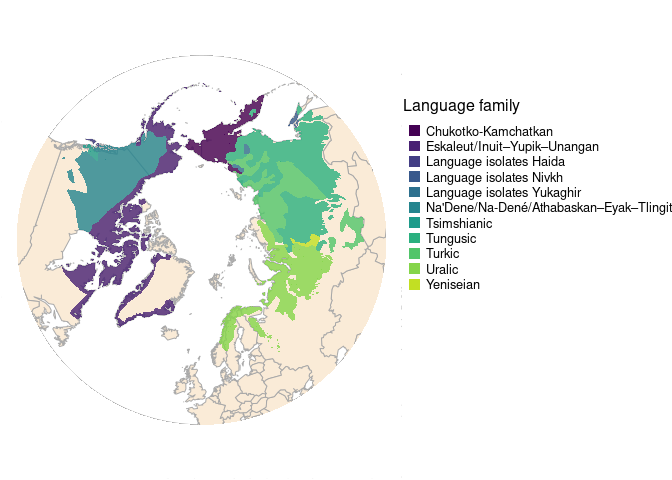 Language family
Chukotko-Kamchatkan
Eskaleut/Inuit–Yupik–Unangan
Language isolates Haida
Language isolates Nivkh
Language isolates Yukaghir
Na'Dene/Na-Dené/Athabaskan–Eyak–Tlingit
Tsimshianic
Tungusic
Turkic
Uralic
Yeniseian